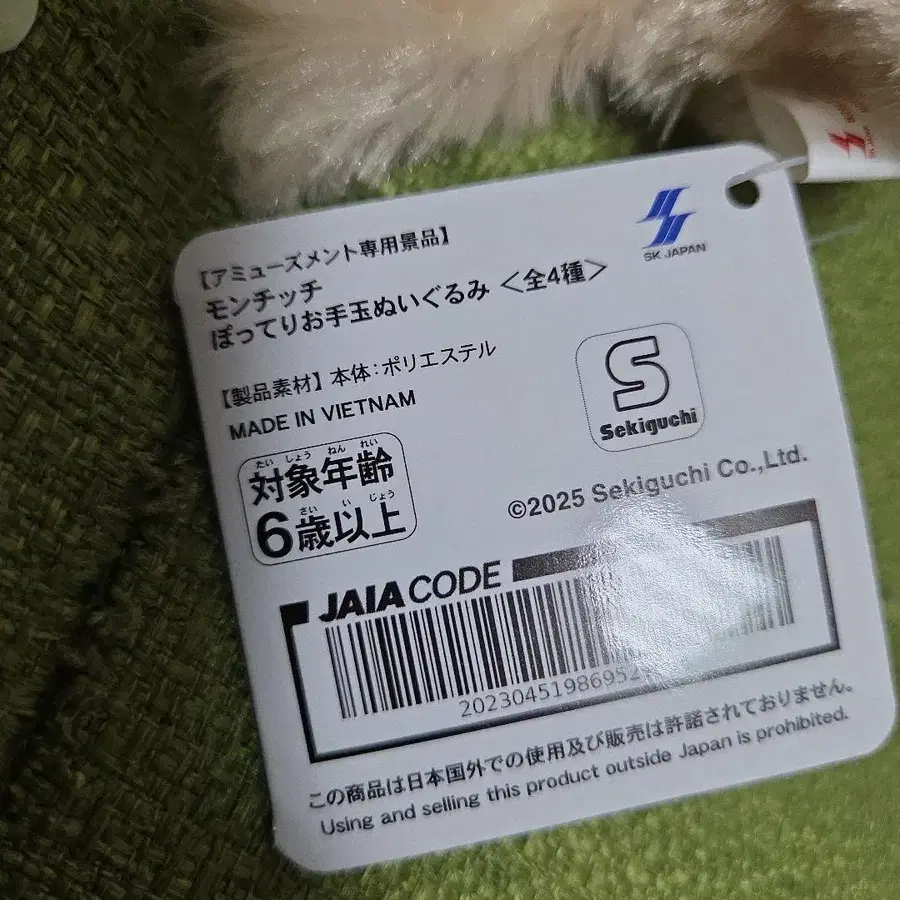 【アミューズメント専用景品】
モンチッチ
ぽってりお手玉ぬいぐるみ＜全4種＞
SK JAPAN
【製品素材】本体：ポリエステル
MADE IN VIETNAM
Sekiguchi
たいしょうねんれい
対象年齢
さいいじょう
6歳以上
©2025 Sekiguchi Co.,Ltd.
JAIA CODE
20230451986952
この商品は日本国外での使用及び販売は許諾されておりません。
Using and selling this product outside Japan is prohibited.